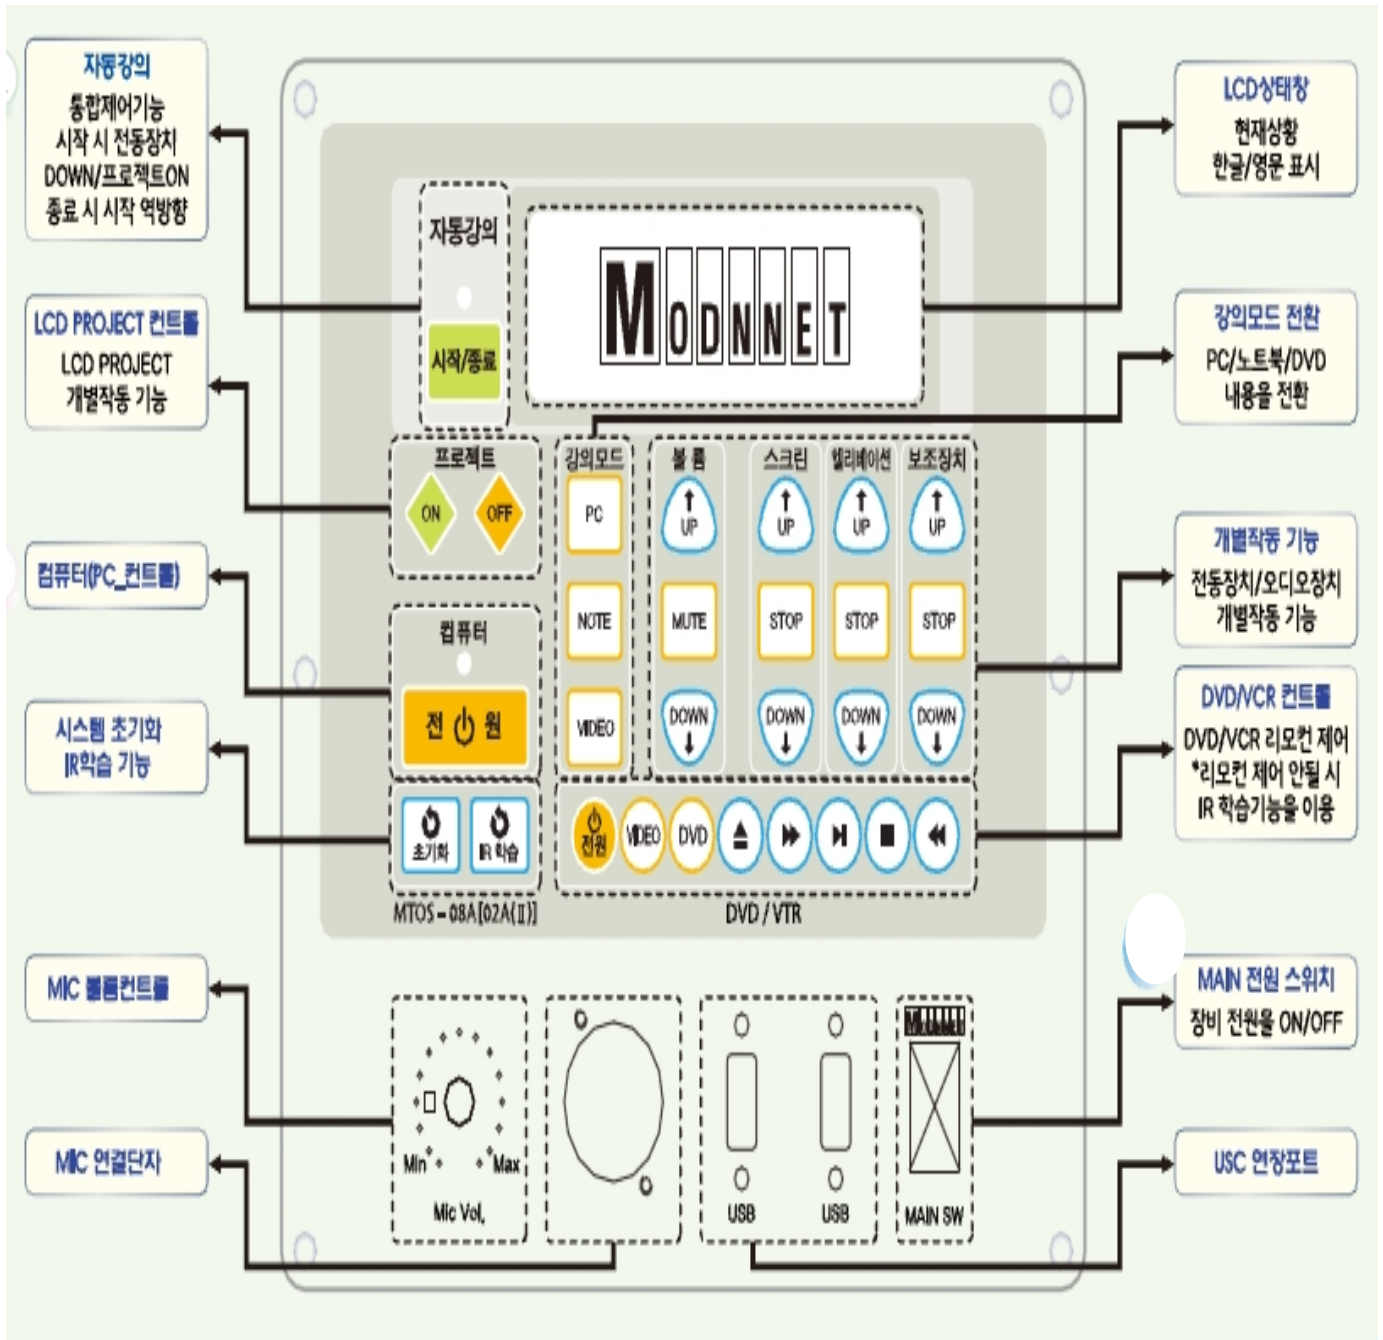 자동강의
통합제어기능
시작 시 전동장치
DOWN/프로젝트ON
종료 시 시작 역방향
LCD PROJECT 컨트롤
LCD PROJECT
개별작동 기능
컴퓨터(PC_컨트롤)
시스템 초기화
IR학습 기능
MIC 볼륨컨트롤
MIC 연결단자
자동강의
시작/종료
MODNNET
프로젝트
ON OFF
컴퓨터
전 원
초기화 IR 학습
MTOS-08A[02A(II)]
강의모드
PC
NOTE
VIDEO
볼 륨 스크린 엘리베이션 보조장치
UP UP UP UP
MUTE STOP STOP STOP
DOWN DOWN DOWN DOWN
전원 VIDEO DVD
DVD / VTR
Min Max
Mic Vol.
USB USB
MAIN SW
LCD상태창
현재상황
한글/영문 표시
강의모드 전환
PC/노트북/DVD
내용을 전환
개별작동 기능
전동장치/오디오장치
개별작동 기능
DVD/VCR 컨트롤
DVD/VCR 리모컨 제어
*리모컨 제어 안될 시
IR 학습기능을 이용
MAIN 전원 스위치
장비 전원을 ON/OFF
USC 연장포트